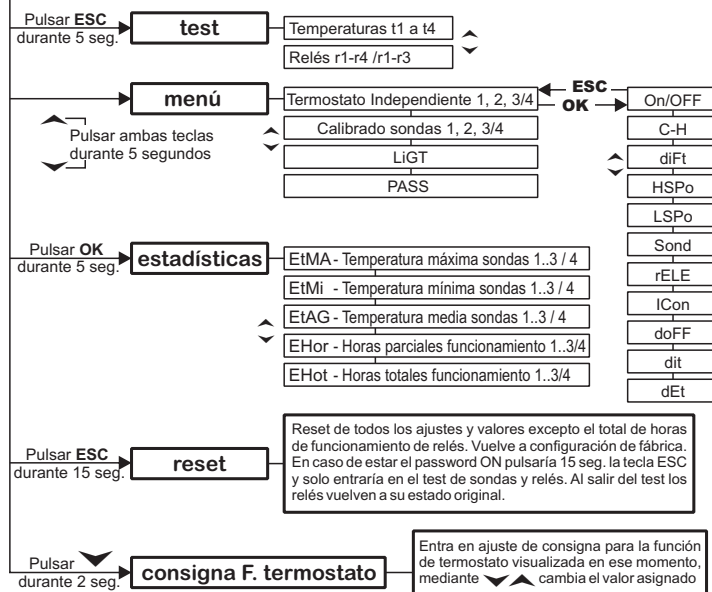 Pulsar ESC
durante 5 seg.
test
Temperaturas t1 a t4
Relés r1-r4 /r1-r3
menú
Pulsar ambas teclas
durante 5 segundos
Termostato Independiente 1, 2, 3/4
Calibrado sondas 1, 2, 3/4
LiGT
PASS
ESC
OK
On/OFF
C-H
diFt
HSPo
LSPo
Sond
rELE
ICon
doFF
dit
dEt
Pulsar OK
durante 5 seg.
estadísticas
EtMA - Temperatura máxima sondas 1..3 / 4
EtMi - Temperatura mínima sondas 1..3 / 4
EtAG - Temperatura media sondas 1..3 / 4
EHor - Horas parciales funcionamiento 1..3/4
EHot - Horas totales funcionamiento 1..3/4
Pulsar ESC
durante 15 seg.
reset
Reset de todos los ajustes y valores excepto el total de horas
de funcionamiento de relés. Vuelve a configuración de fábrica.
En caso de estar el password ON pulsaría 15 seg. la tecla ESC
y solo entraría en el test de sondas y relés. Al salir del test los
relés vuelven a su estado original.
Pulsar
durante 2 seg.
consigna F. termostato
Entra en ajuste de consigna para la función
de termostato visualizada en ese momento,
mediante cambia el valor asignado